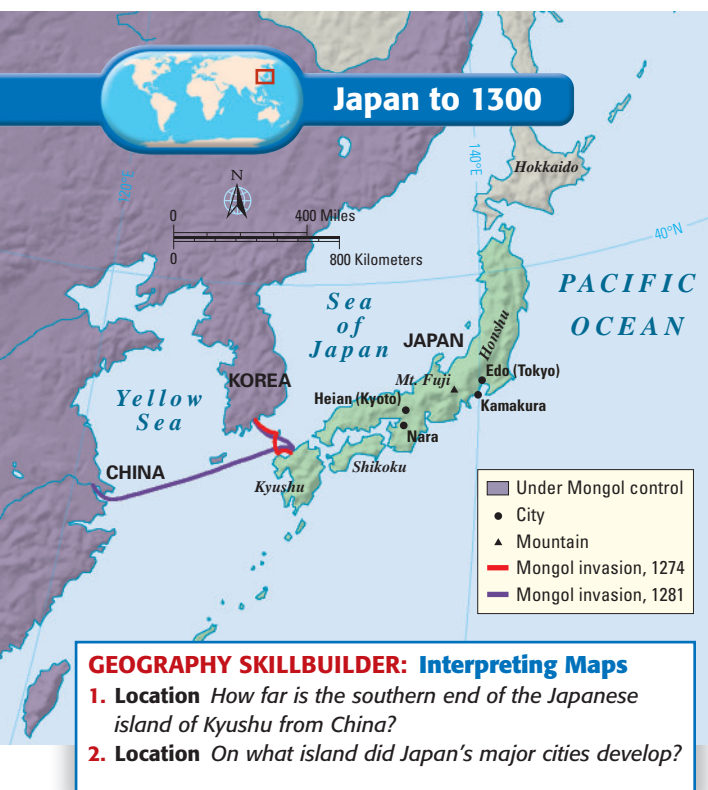 Japan to 1300
N
0 400 Miles
0 800 Kilometers
140°E
40°N
Hokkaido
PACIFIC
OCEAN
Sea
of
Japan
JAPAN
Honshu
Mt. Fuji
Edo (Tokyo)
Kamakura
Heian (Kyoto)
Nara
KOREA
Yellow
Sea
CHINA
Kyushu
Shikoku
Under Mongol control
City
Mountain
Mongol invasion, 1274
Mongol invasion, 1281
GEOGRAPHY SKILLBUILDER: Interpreting Maps
1. Location How far is the southern end of the Japanese
island of Kyushu from China?
2. Location On what island did Japan's major cities develop?